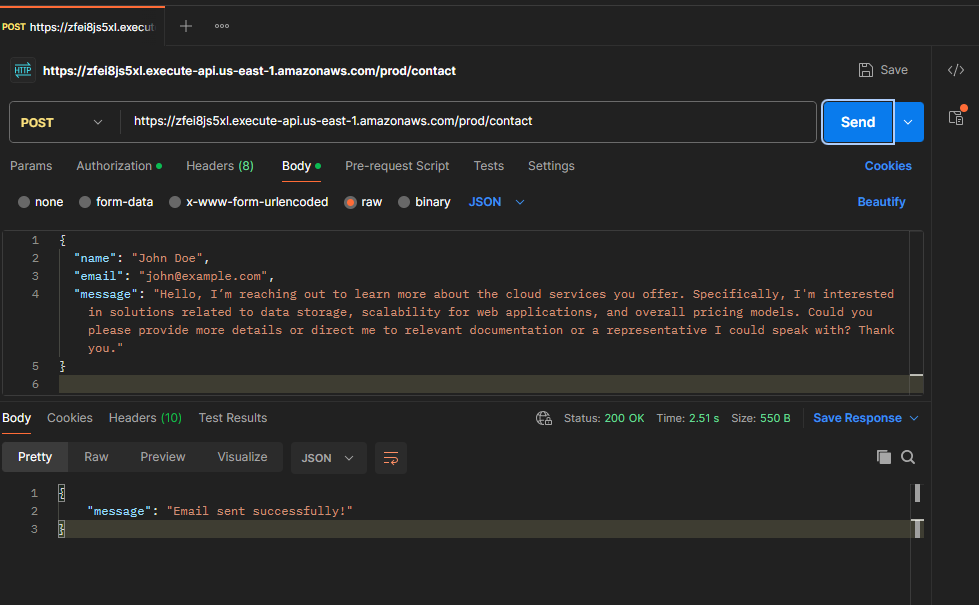 POST https://zfei8js5xl.execut
HTTP https://zfei8js5xl.execute-api.us-east-1.amazonaws.com/prod/contact Save
POST https://zfei8js5xl.execute-api.us-east-1.amazonaws.com/prod/contact Send
Params Authorization Headers (8) Body Pre-request Script Tests Settings Cookies
none form-data x-www-form-urlencoded raw binary JSON Beautify
1 {
2 "name": "John Doe",
3 "email": "john@example.com",
4 "message": "Hello, I’m reaching out to learn more about the cloud services you offer. Specifically, I'm interested
in solutions related to data storage, scalability for web applications, and overall pricing models. Could you
please provide more details or direct me to relevant documentation or a representative I could speak with? Thank
you."
5 }
6
Body Cookies Headers (10) Test Results Status: 200 OK Time: 2.51 s Size: 550 B Save Response
Pretty Raw Preview Visualize JSON
1 {
2 "message": "Email sent successfully!"
3 }